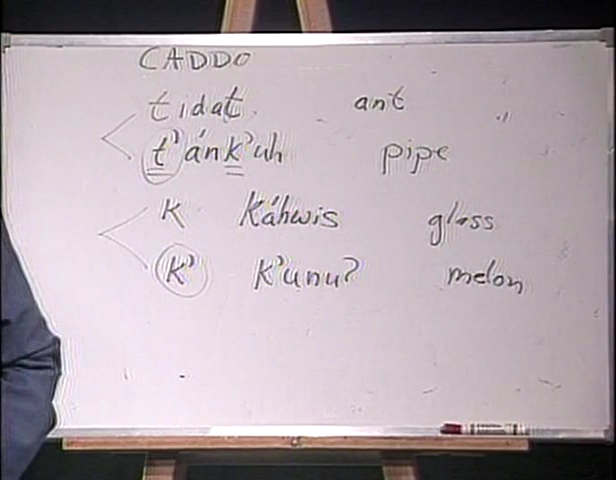 CADDO
tidat ant
t’ánk’uh pipe
K Káhwis glass
K’ k’unu? melon